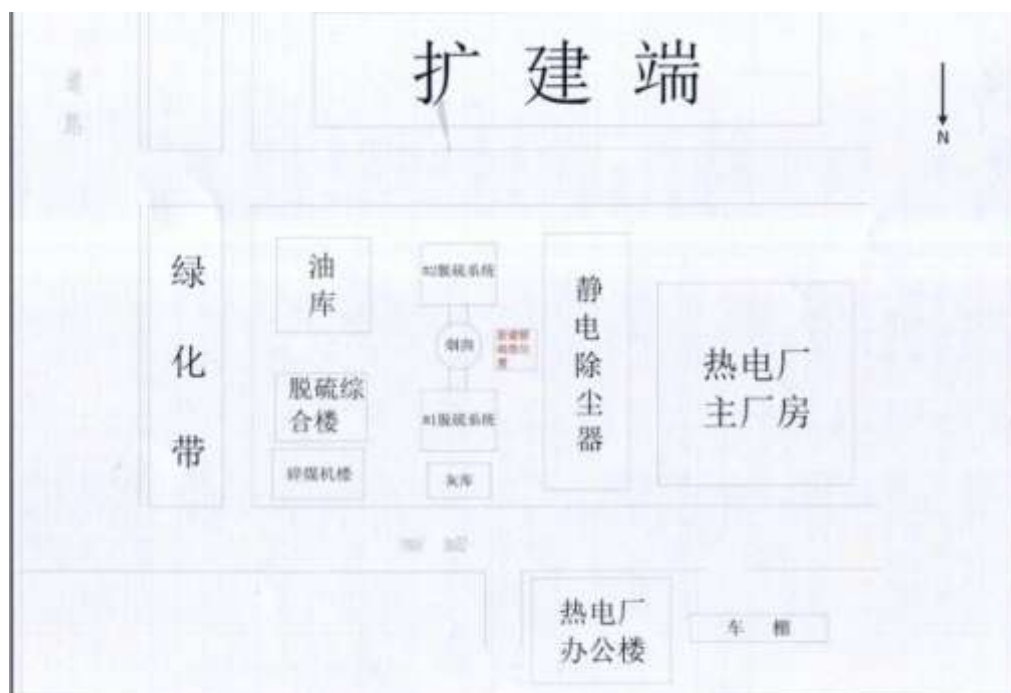 扩建端
N
绿化带
油库
#2脱硫系统
烟囱
静电除尘器
热电厂
主厂房
脱硫综
合楼
#1脱硫系统
碎煤机楼
灰库
热电厂
办公楼
车棚